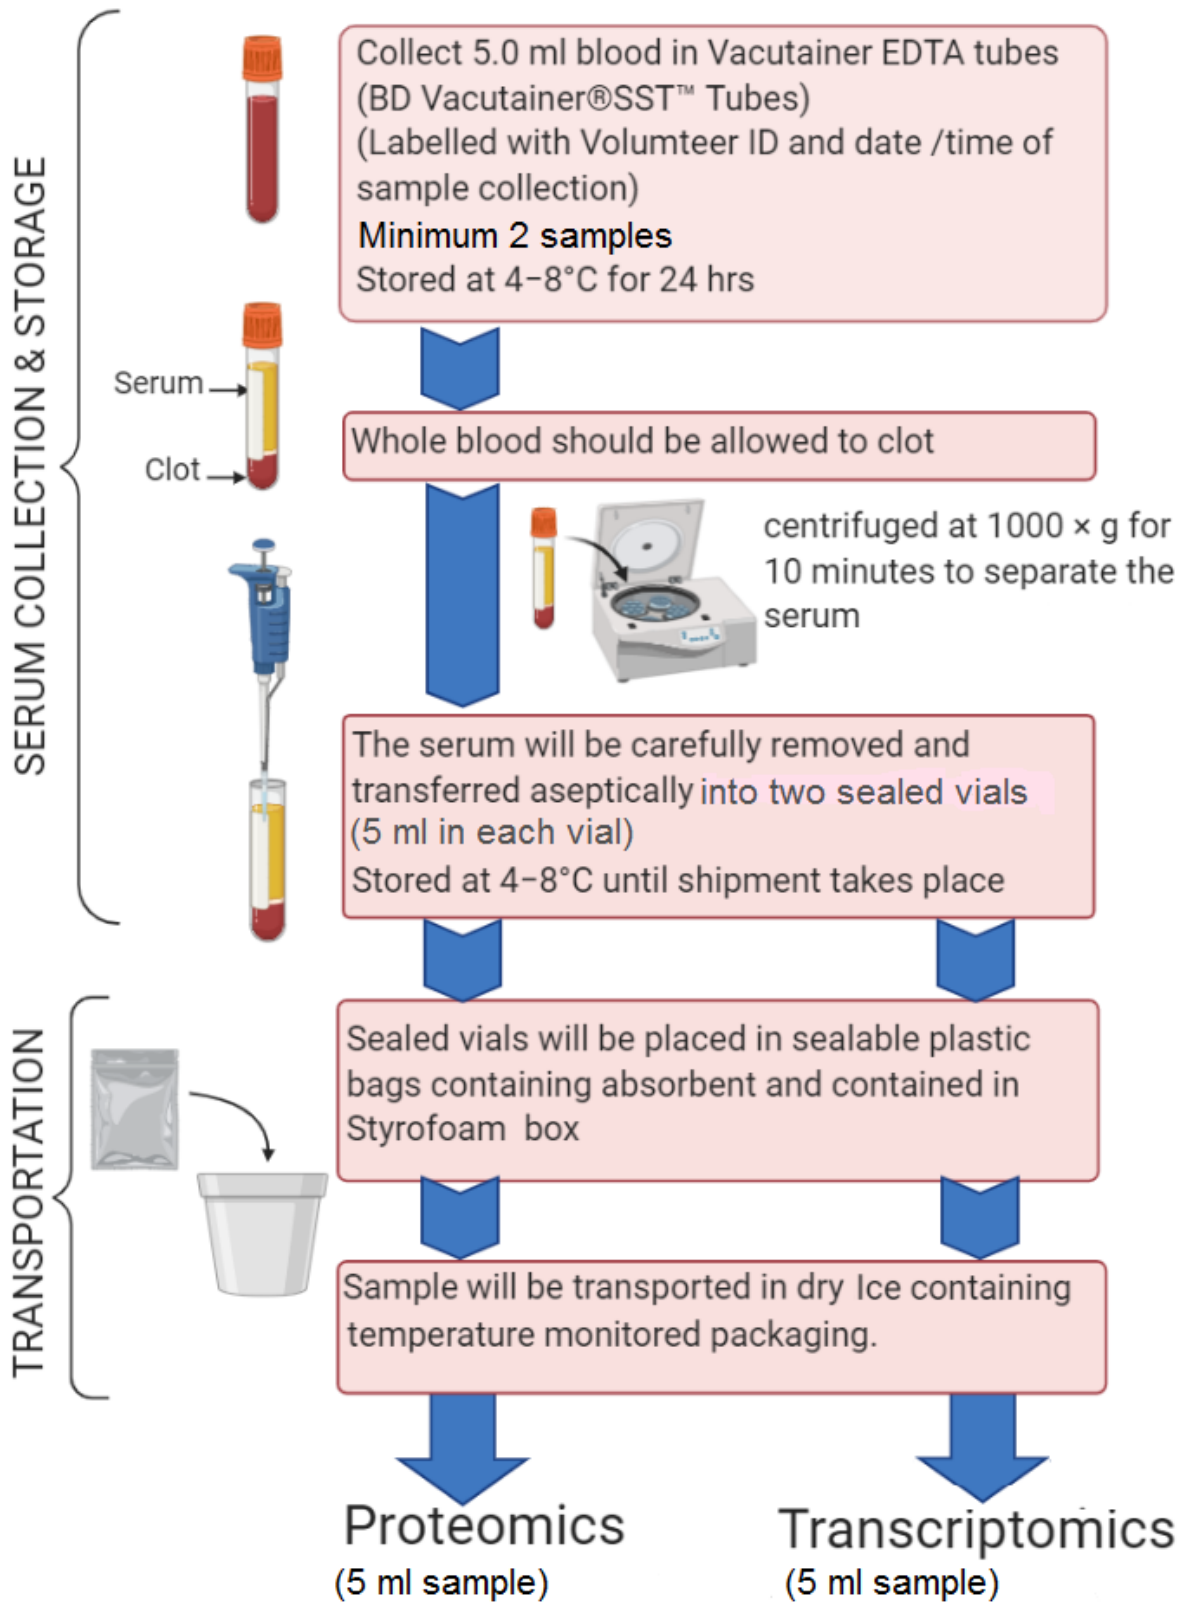 SERUM COLLECTION & STORAGE
Collect 5.0 ml blood in Vacutainer EDTA tubes
(BD Vacutainer®SST™ Tubes)
(Labelled with Volumteer ID and date /time of
sample collection)
Minimum 2 samples
Stored at 4–8°C for 24 hrs
Serum
Clot
Whole blood should be allowed to clot
centrifuged at 1000 × g for
10 minutes to separate the
serum
The serum will be carefully removed and
transferred aseptically into two sealed vials
(5 ml in each vial)
Stored at 4–8°C until shipment takes place
TRANSPORTATION
Sealed vials will be placed in sealable plastic
bags containing absorbent and contained in
Styrofoam box
Sample will be transported in dry Ice containing
temperature monitored packaging.
Proteomics
(5 ml sample)
Transcriptomics
(5 ml sample)